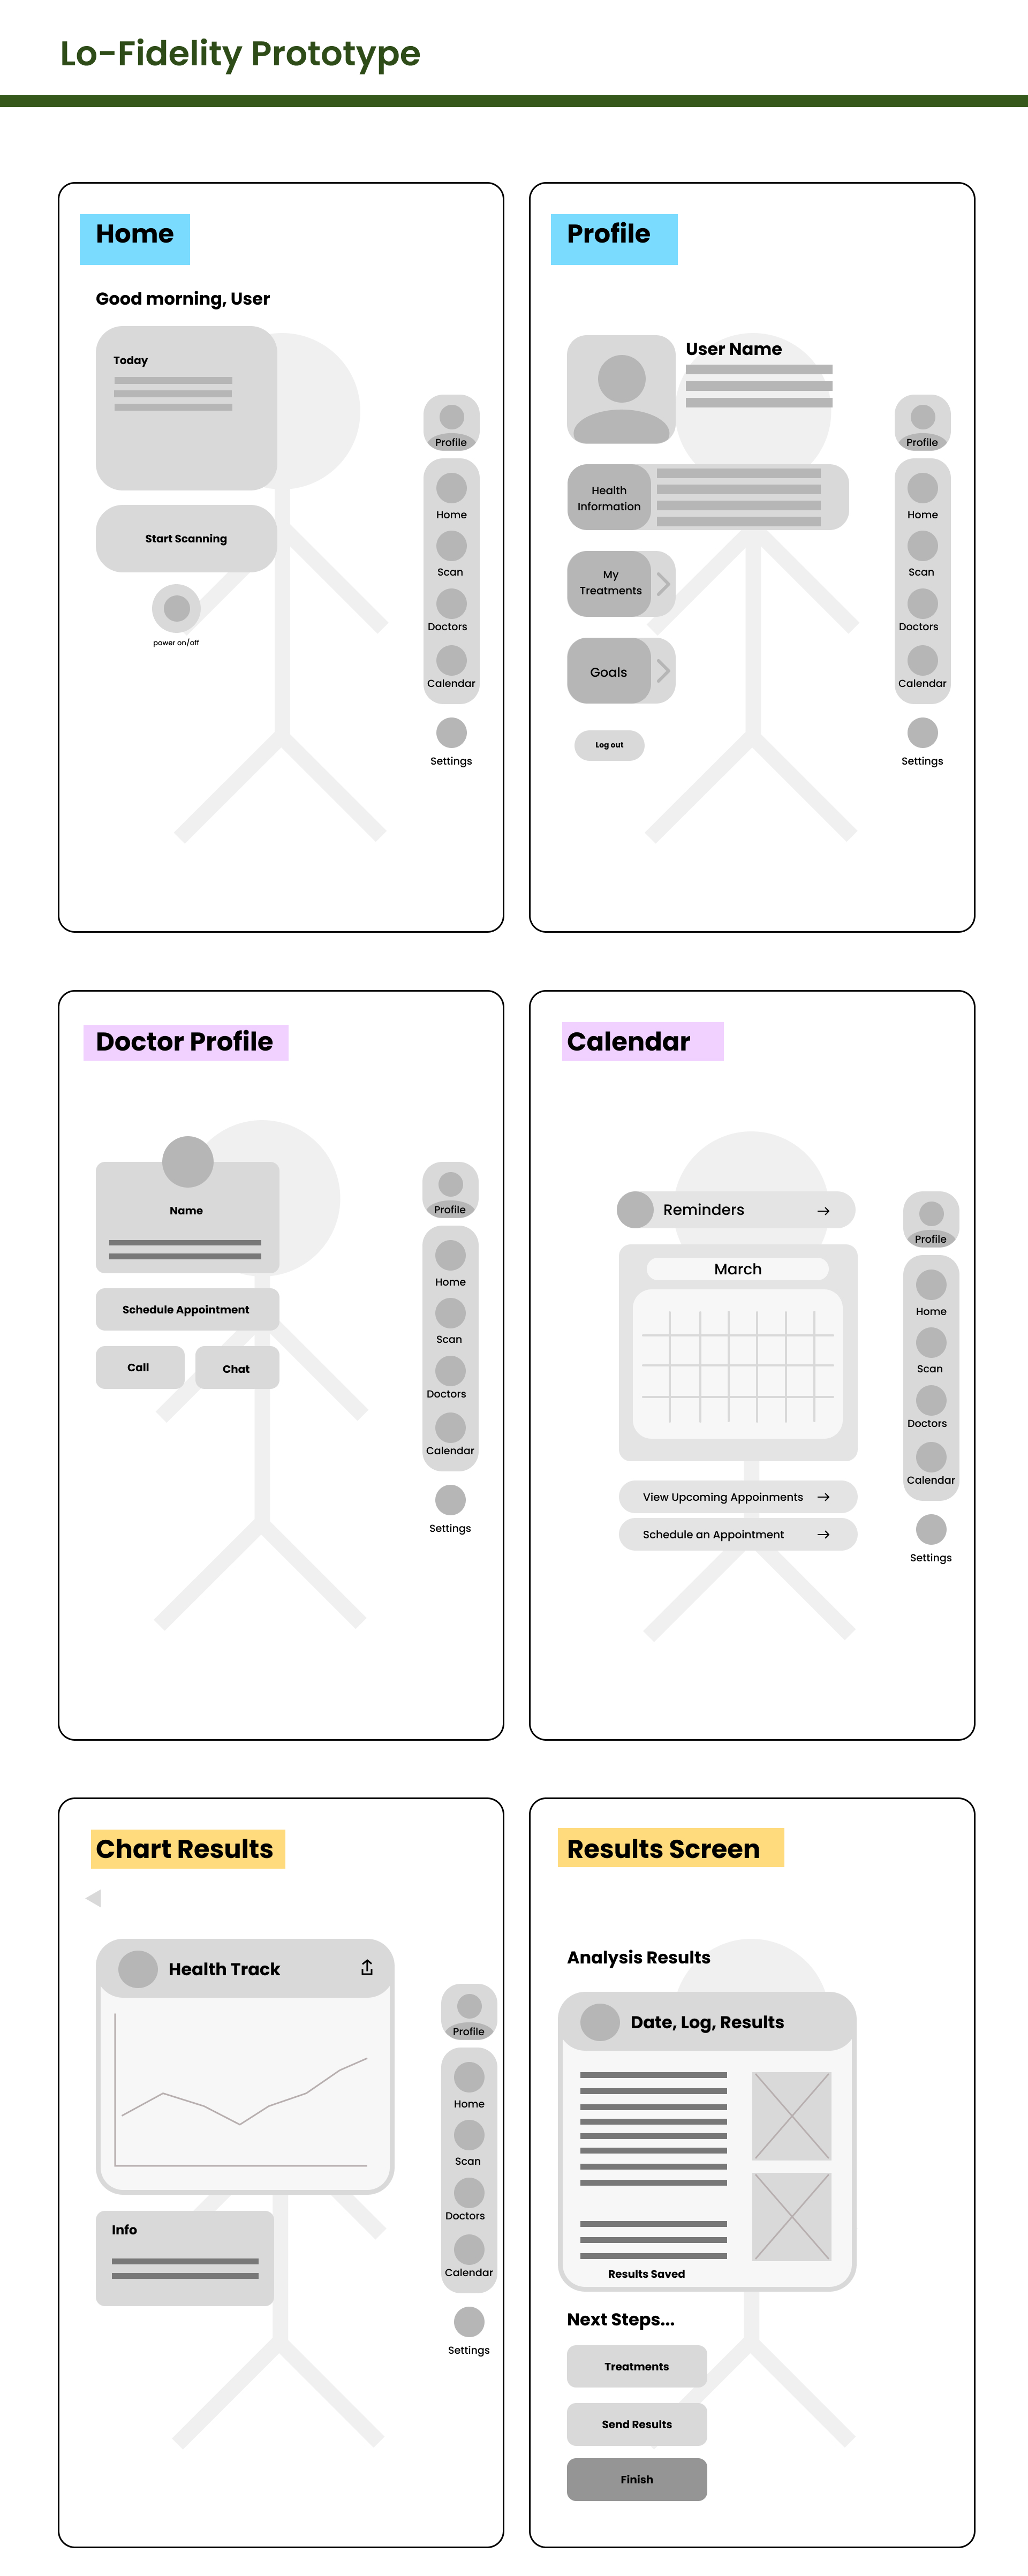 Lo-Fidelity Prototype
Home
Good morning, User
Today
Start Scanning
power on/off
Profile
Home
Scan
Doctors
Calendar
Settings
Profile
User Name
Health
Information
My
Treatments
Goals
Log out
Profile
Home
Scan
Doctors
Calendar
Settings
Doctor Profile
Name
Schedule Appointment
Call
Chat
Profile
Home
Scan
Doctors
Calendar
Settings
Calendar
Reminders
March
View Upcoming Appoinments
Schedule an Appointment
Profile
Home
Scan
Doctors
Calendar
Settings
Chart Results
Health Track
Info
Profile
Home
Scan
Doctors
Calendar
Settings
Results Screen
Analysis Results
Date, Log, Results
Results Saved
Next Steps...
Treatments
Send Results
Finish